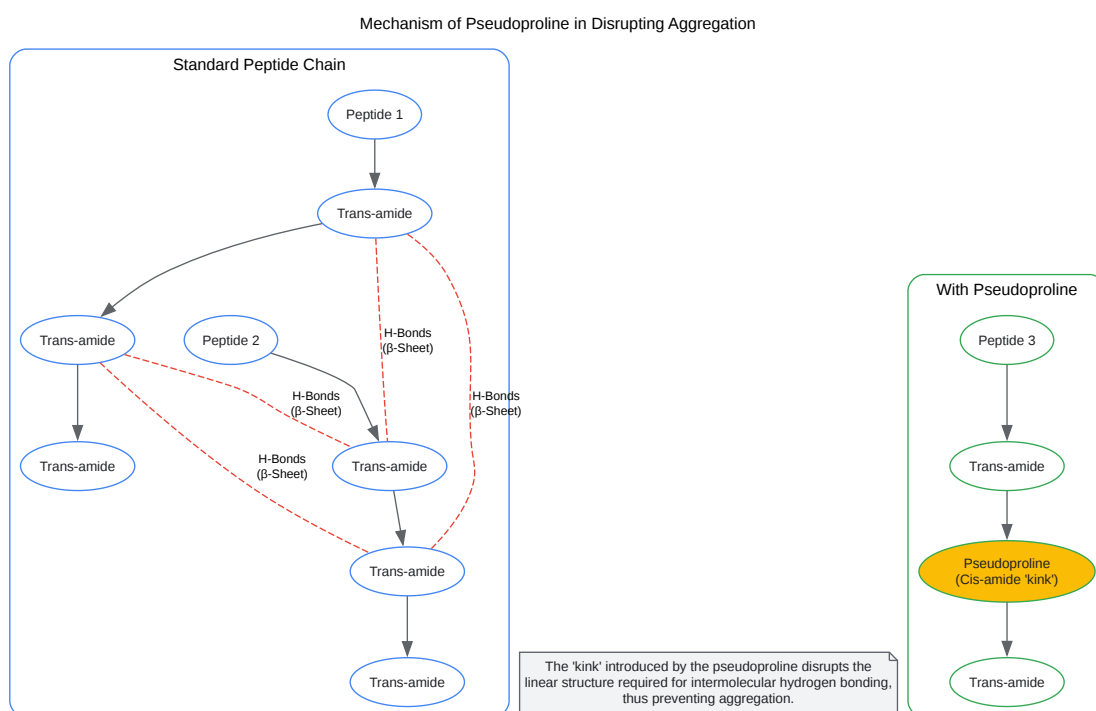 Mechanism of Pseudoproline in Disrupting Aggregation
Standard Peptide Chain
Peptide 1
Trans-amide
Trans-amide
Peptide 2
H-Bonds
(β-Sheet)
H-Bonds
(β-Sheet)
H-Bonds
(β-Sheet)
Trans-amide
Trans-amide
H-Bonds
(β-Sheet)
Trans-amide
Trans-amide
With Pseudoproline
Peptide 3
Trans-amide
Pseudoproline
(Cis-amide 'kink')
Trans-amide
The 'kink' introduced by the pseudoproline disrupts the
linear structure required for intermolecular hydrogen bonding,
thus preventing aggregation.